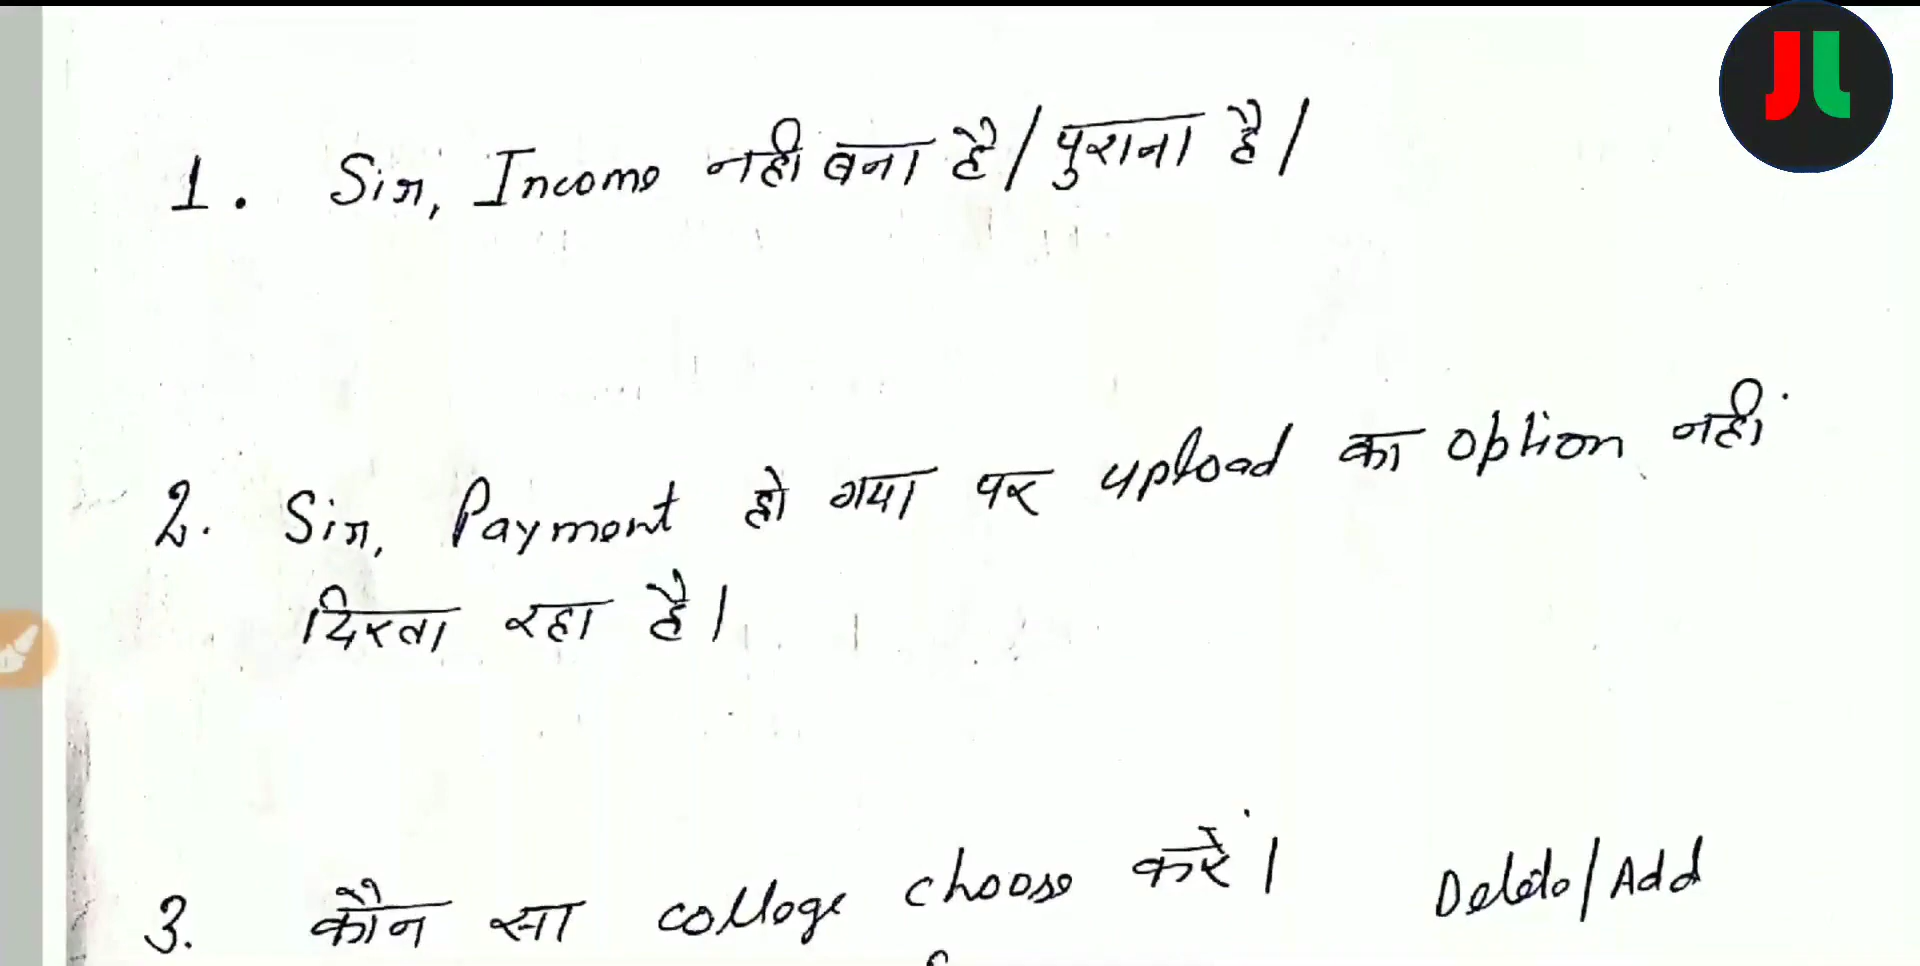 JL
1. Sir, Income नही बना है / पुराना है।
2. Sir, Payment हो गया पर upload का option नहीं
दिखा रहा है।
3. कौन सा college choose करें। Delete/Add